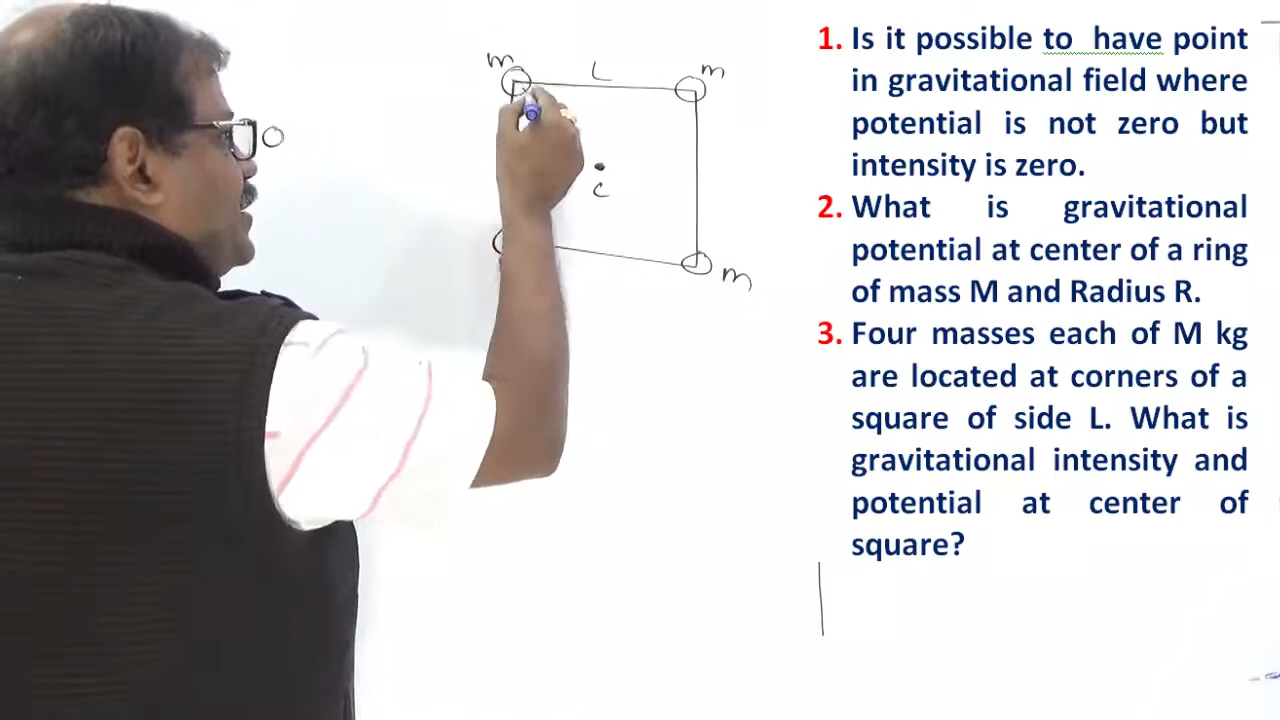 m
L
m
O
c
m
1. Is it possible to have point
in gravitational field where
potential is not zero but
intensity is zero.
2. What is gravitational
potential at center of a ring
of mass M and Radius R.
3. Four masses each of M kg
are located at corners of a
square of side L. What is
gravitational intensity and
potential at center of
square?